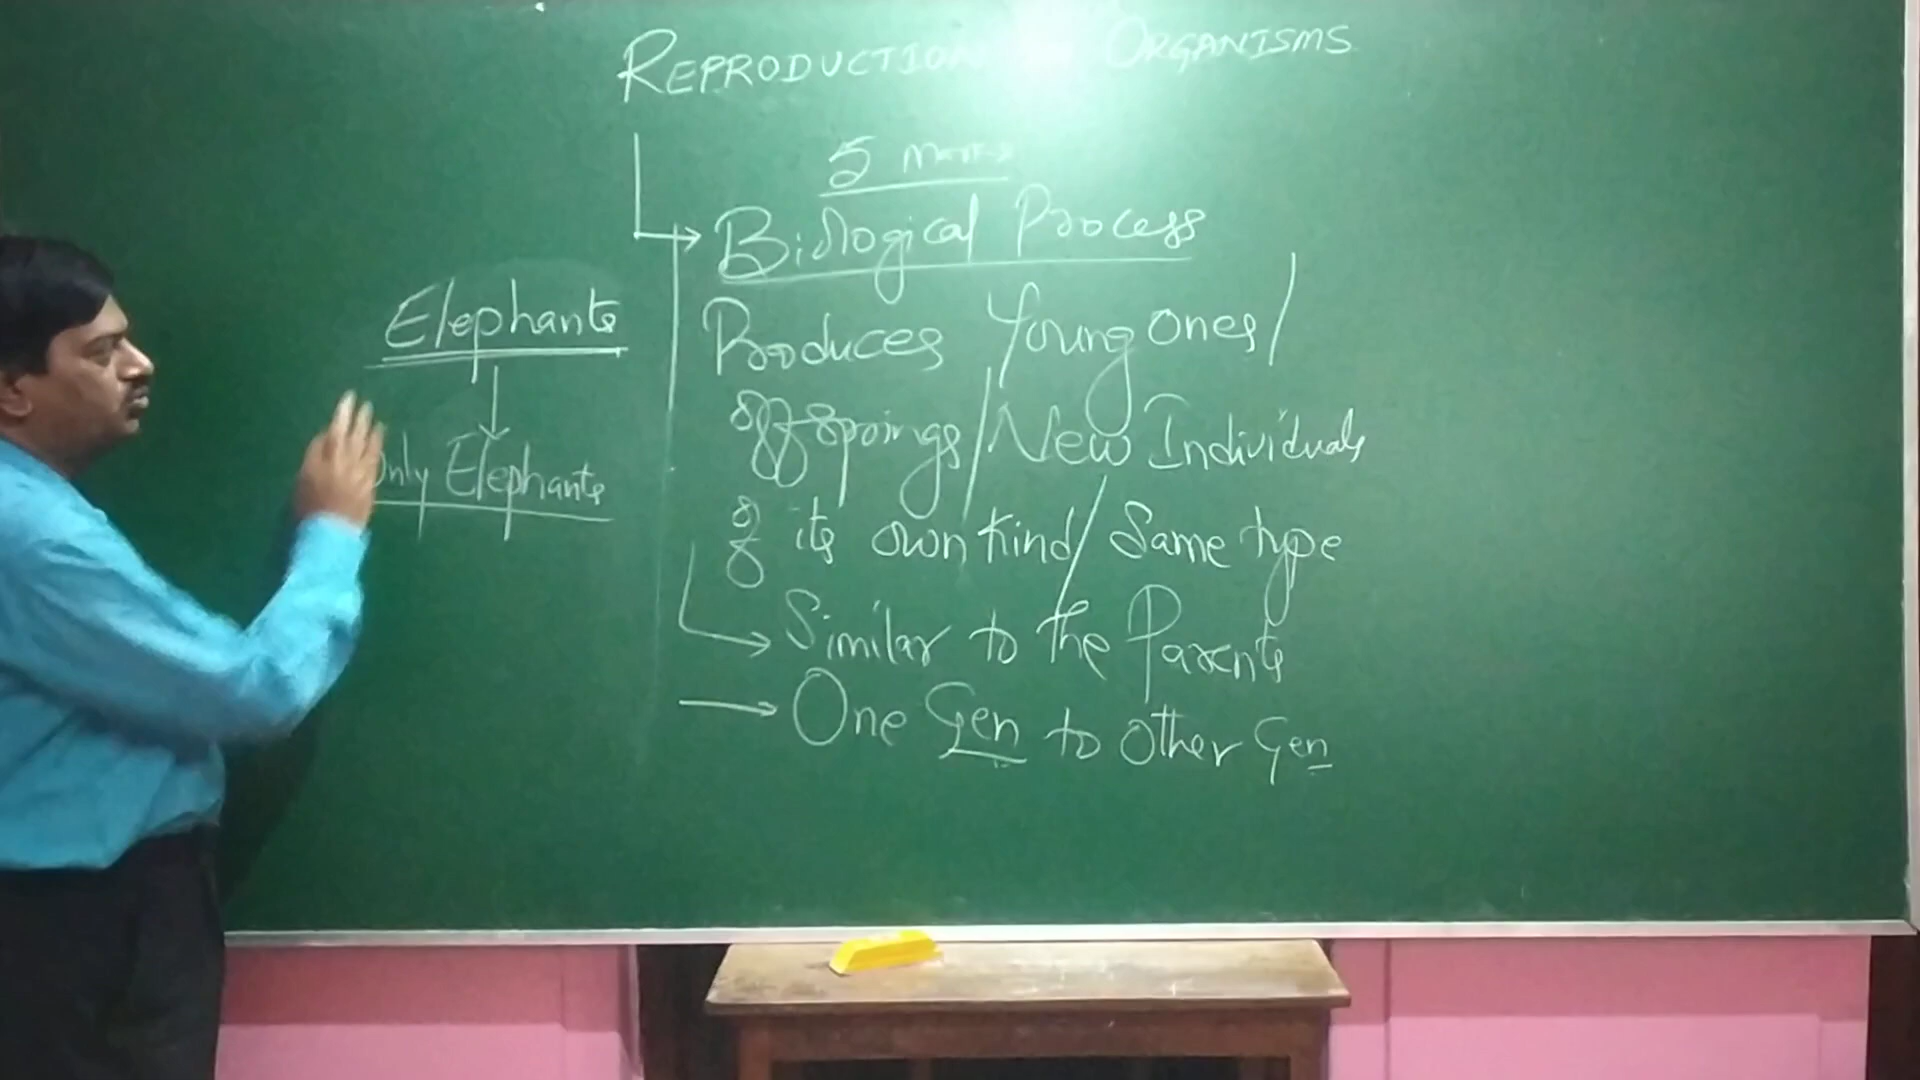 REPRODUCTION ORGANISMS
5 Marks
Biological Process
Produces Young ones/
offsprings/New Individuals
of its own kind/Same type
Similar to the Parents
One Gen to other Gen
Elephants
Only Elephants